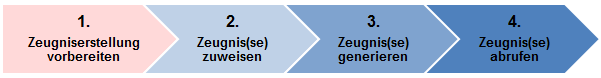 1.
Zeugniserstellung
vorbereiten
2.
Zeugnis(se)
zuweisen
3.
Zeugnis(se)
generieren
4.
Zeugnis(se)
abrufen